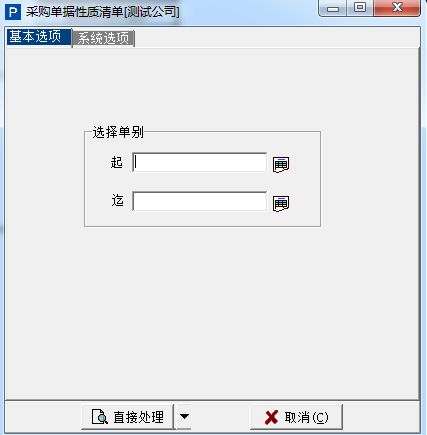 P 采购单据性质清单[测试公司]
基本选项 系统选项
选择单别
起
迄
直接处理 取消(C)